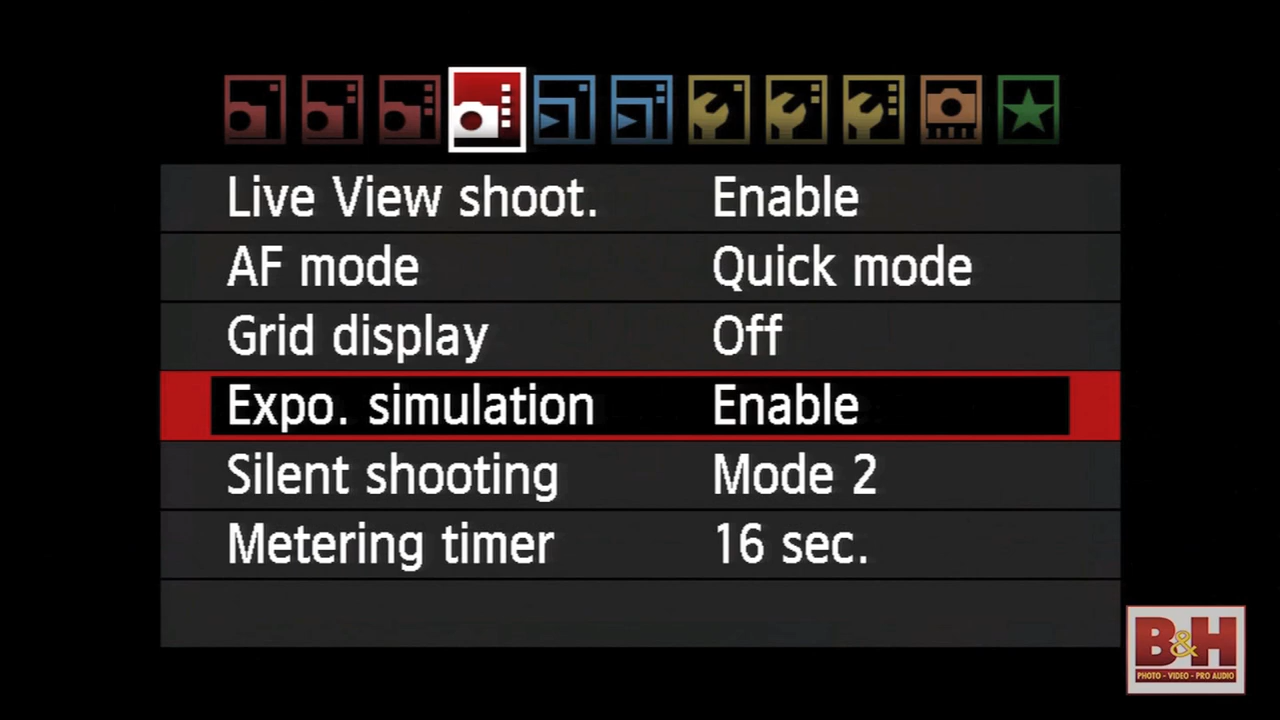 Live View shoot. Enable
AF mode Quick mode
Grid display Off
Expo. simulation Enable
Silent shooting Mode 2
Metering timer 16 sec.
B&H
PHOTO - VIDEO - PRO AUDIO